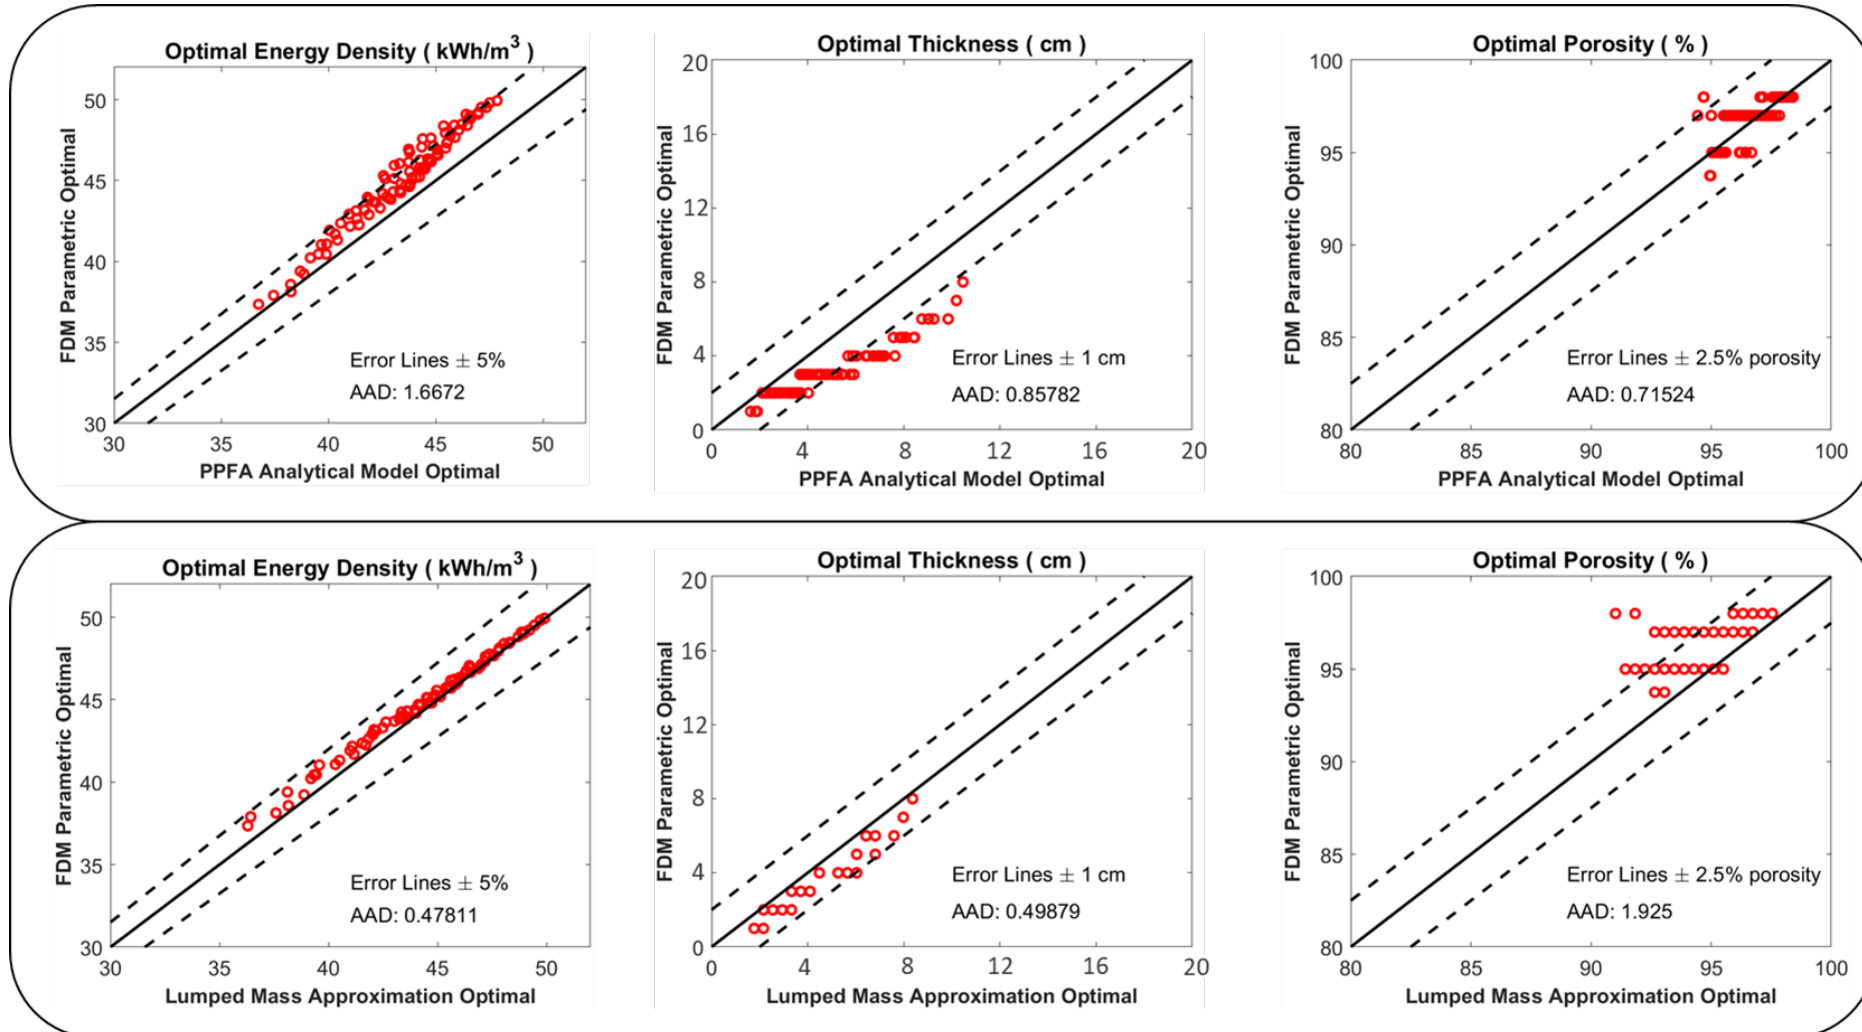 Optimal Energy Density ( kWh/m³ )
FDM Parametric Optimal
50
45
40
35
30
Error Lines ± 5%
AAD: 1.6672
30 35 40 45 50
PPFA Analytical Model Optimal
Optimal Thickness ( cm )
FDM Parametric Optimal
20
16
12
8
4
0
Error Lines ± 1 cm
AAD: 0.85782
0 4 8 12 16 20
PPFA Analytical Model Optimal
Optimal Porosity ( % )
FDM Parametric Optimal
100
95
90
85
80
Error Lines ± 2.5% porosity
AAD: 0.71524
80 85 90 95 100
PPFA Analytical Model Optimal
Optimal Energy Density ( kWh/m³ )
FDM Parametric Optimal
50
45
40
35
30
Error Lines ± 5%
AAD: 0.47811
30 35 40 45 50
Lumped Mass Approximation Optimal
Optimal Thickness ( cm )
FDM Parametric Optimal
20
16
12
8
4
0
Error Lines ± 1 cm
AAD: 0.49879
0 4 8 12 16 20
Lumped Mass Approximation Optimal
Optimal Porosity ( % )
FDM Parametric Optimal
100
95
90
85
80
Error Lines ± 2.5% porosity
AAD: 1.925
80 85 90 95 100
Lumped Mass Approximation Optimal